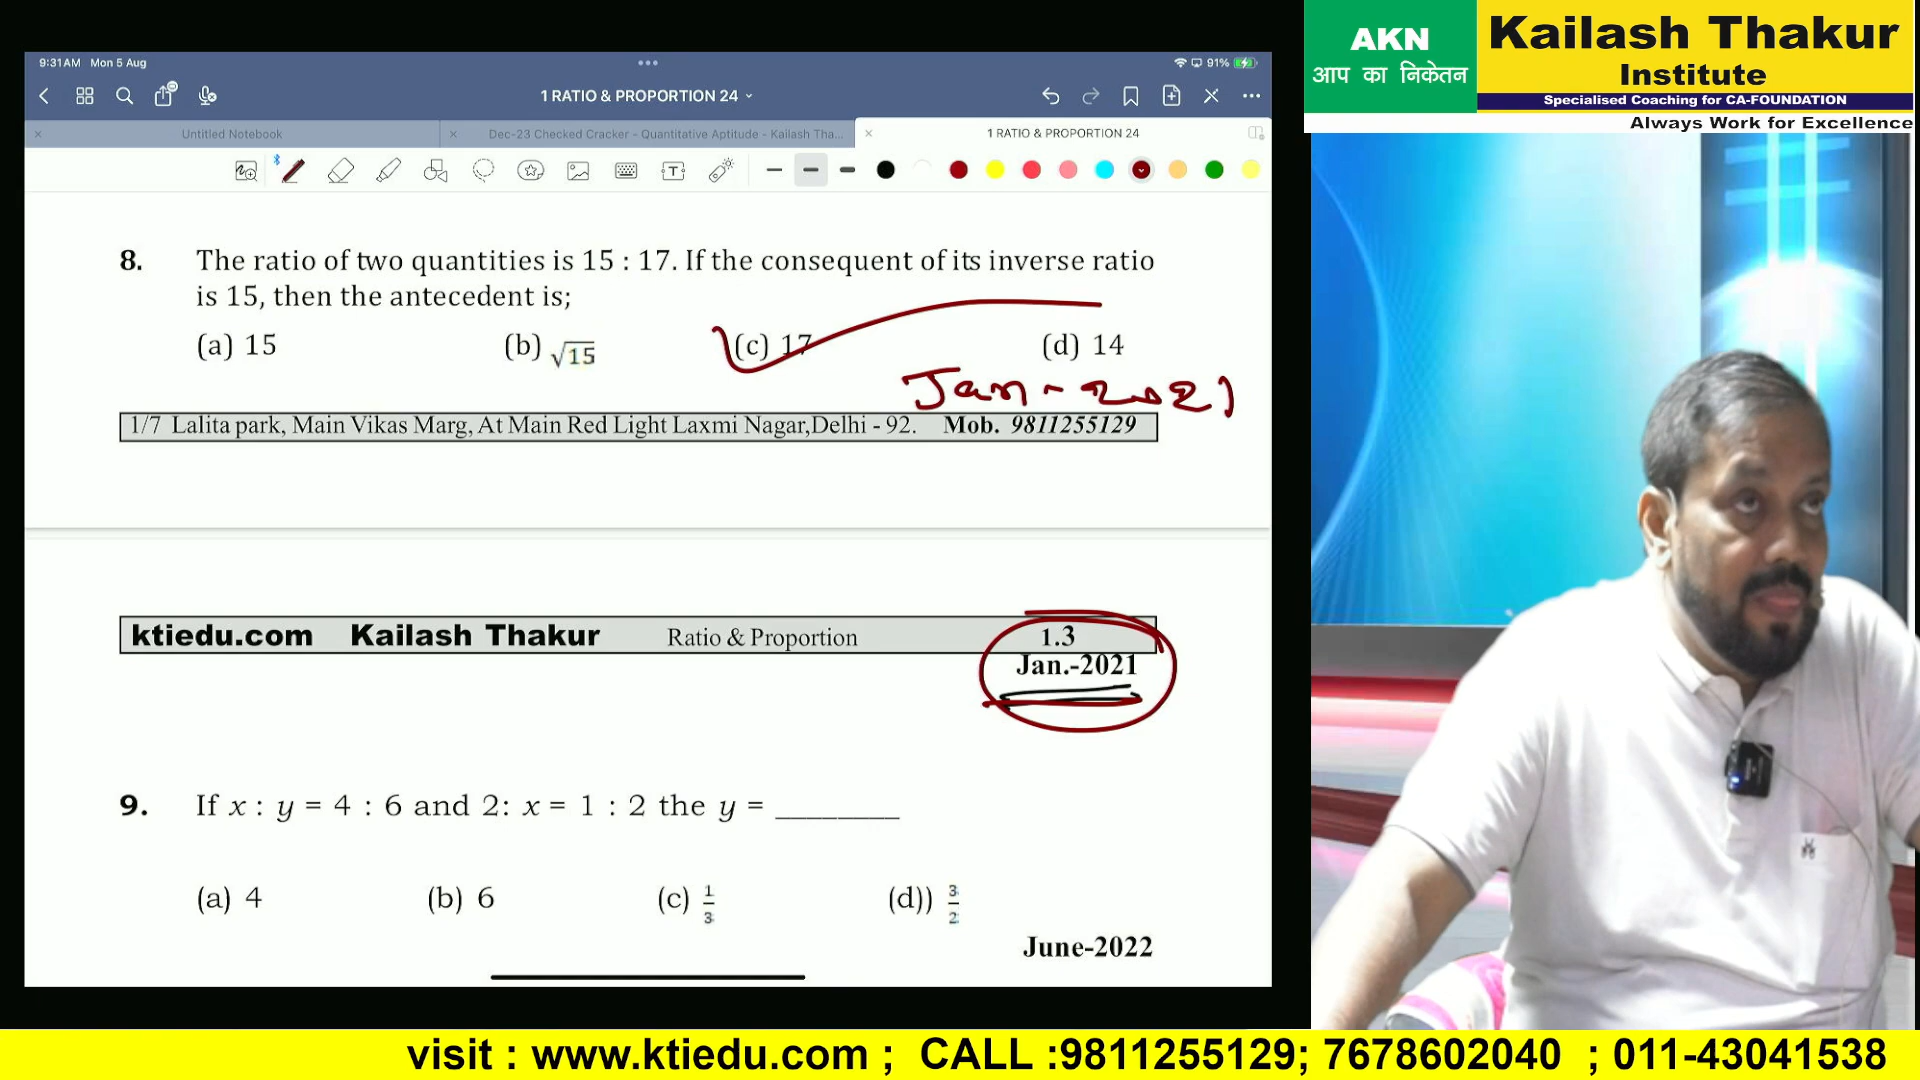 AKN
आप का निकेतन
Kailash Thakur
Institute
Specialised Coaching for CA-FOUNDATION
Always Work for Excellence
9:31AM Mon 5 Aug
91%
1 RATIO & PROPORTION 24
Untitled Notebook
Dec-23 Checked Cracker - Quantitative Aptitude - Kailash Tha...
1 RATIO & PROPORTION 24
8. The ratio of two quantities is 15 : 17. If the consequent of its inverse ratio
is 15, then the antecedent is;
(a) 15 (b) √15 (c) 17 (d) 14
Jan - 2021
1/7 Lalita park, Main Vikas Marg, At Main Red Light Laxmi Nagar,Delhi - 92. Mob. 9811255129
ktiedu.com Kailash Thakur Ratio & Proportion 1.3
Jan.-2021
9. If x : y = 4 : 6 and 2: x = 1 : 2 the y = ________
(a) 4 (b) 6 (c) 1/3 (d)) 3/2
June-2022
visit : www.ktiedu.com ; CALL :9811255129; 7678602040 ; 011-43041538